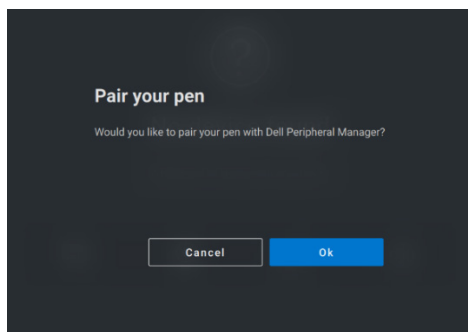 Pair your pen
Would you like to pair your pen with Dell Peripheral Manager?
Cancel
Ok